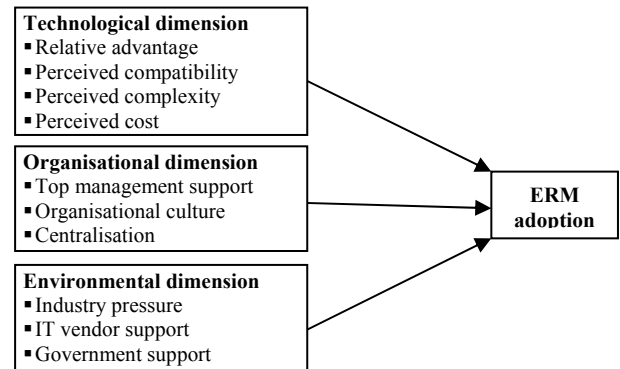 Technological dimension
▪ Relative advantage
▪ Perceived compatibility
▪ Perceived complexity
▪ Perceived cost
Organisational dimension
▪ Top management support
▪ Organisational culture
▪ Centralisation
Environmental dimension
▪ Industry pressure
▪ IT vendor support
▪ Government support
ERM
adoption